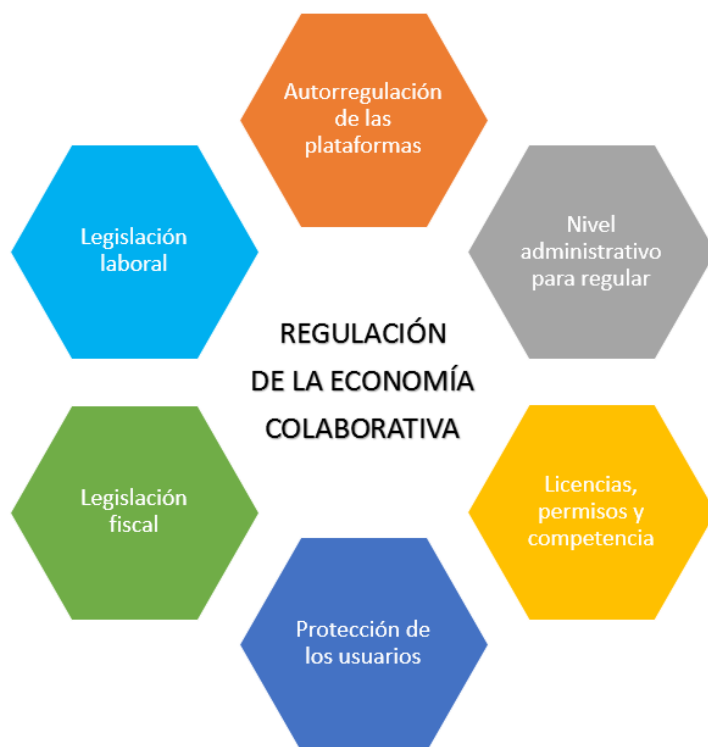 Autorregulación
de las
plataformas
Nivel
administrativo
para regular
Licencias,
permisos y
competencia
Protección de
los usuarios
Legislación
fiscal
Legislación
laboral
REGULACIÓN
DE LA ECONOMÍA
COLABORATIVA